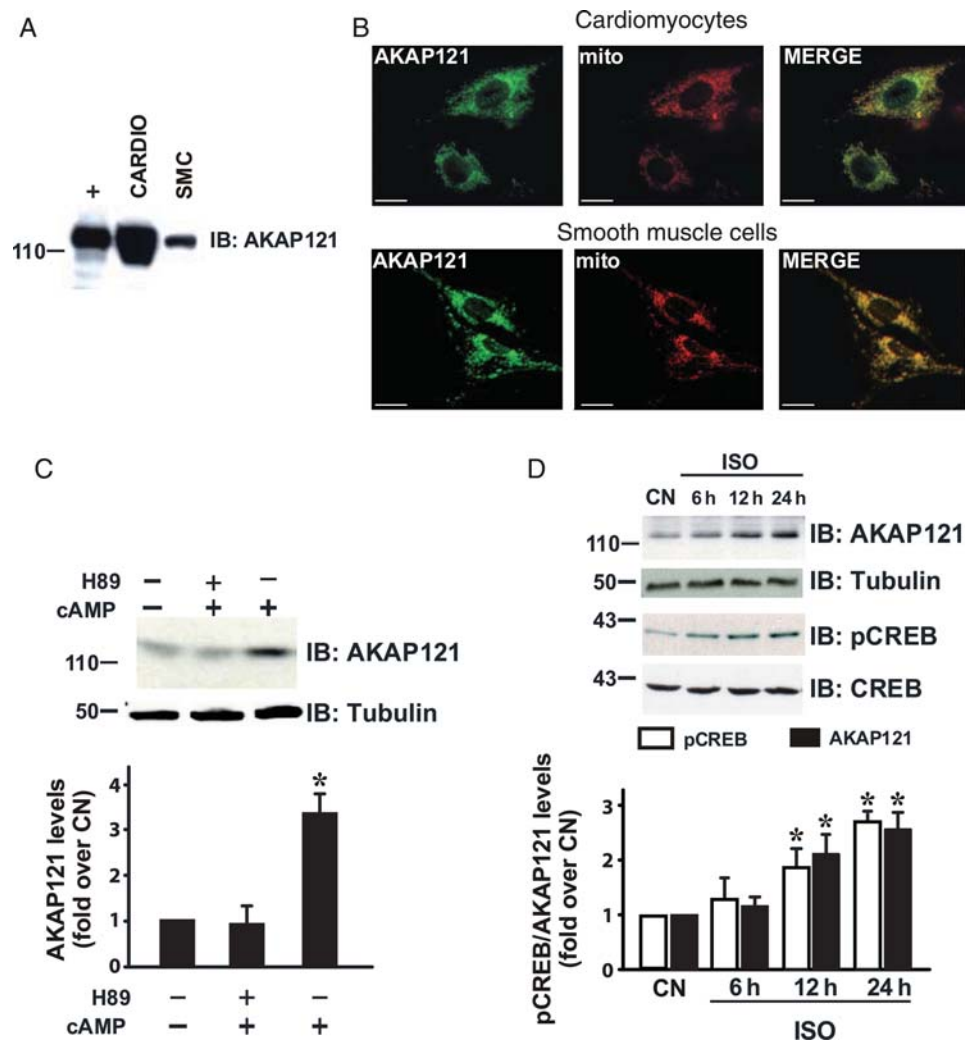 A
+
CARDIO
SMC
110
IB: AKAP121
B
Cardiomyocytes
AKAP121
mito
MERGE
Smooth muscle cells
AKAP121
mito
MERGE
C
H89 – + –
cAMP – + +
110
IB: AKAP121
50
IB: Tubulin
AKAP121 levels
(fold over CN)
4
3
2
1
0
*
H89 – + –
cAMP – + +
D
ISO
CN 6 h 12 h 24 h
110
IB: AKAP121
50
IB: Tubulin
43
IB: pCREB
43
IB: CREB
pCREB AKAP121
pCREB/AKAP121 levels
(fold over CN)
3
2
1
0
* * * *
CN 6 h 12 h 24 h
ISO